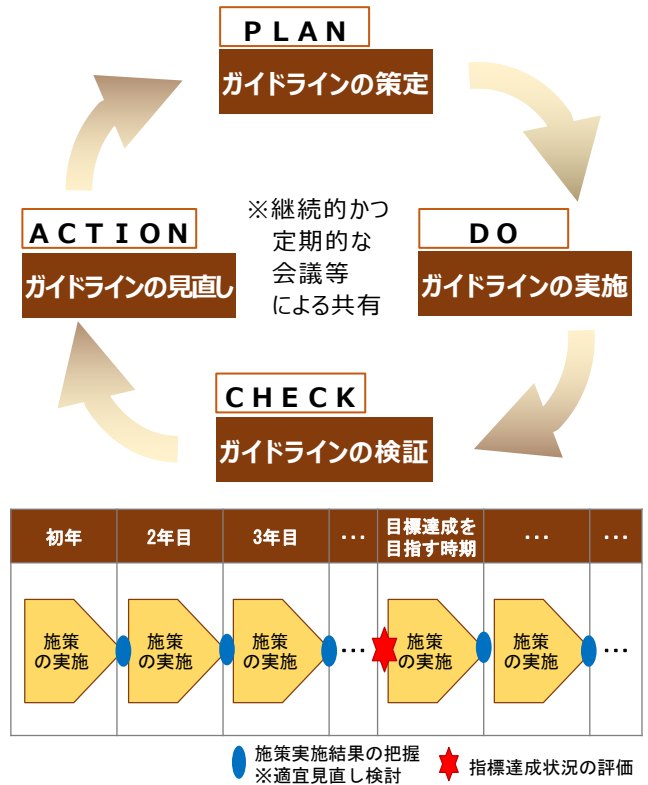 PLAN
ガイドラインの策定
ACTION
ガイドラインの見直し
※継続的かつ
定期的な
会議等
による共有
DO
ガイドラインの実施
CHECK
ガイドラインの検証
初年
2年目
3年目
…
目標達成を
目指す時期
…
…
施策
の実施
施策
の実施
施策
の実施
…
施策
の実施
施策
の実施
…
施策実施結果の把握
※適宜見直し検討
指標達成状況の評価